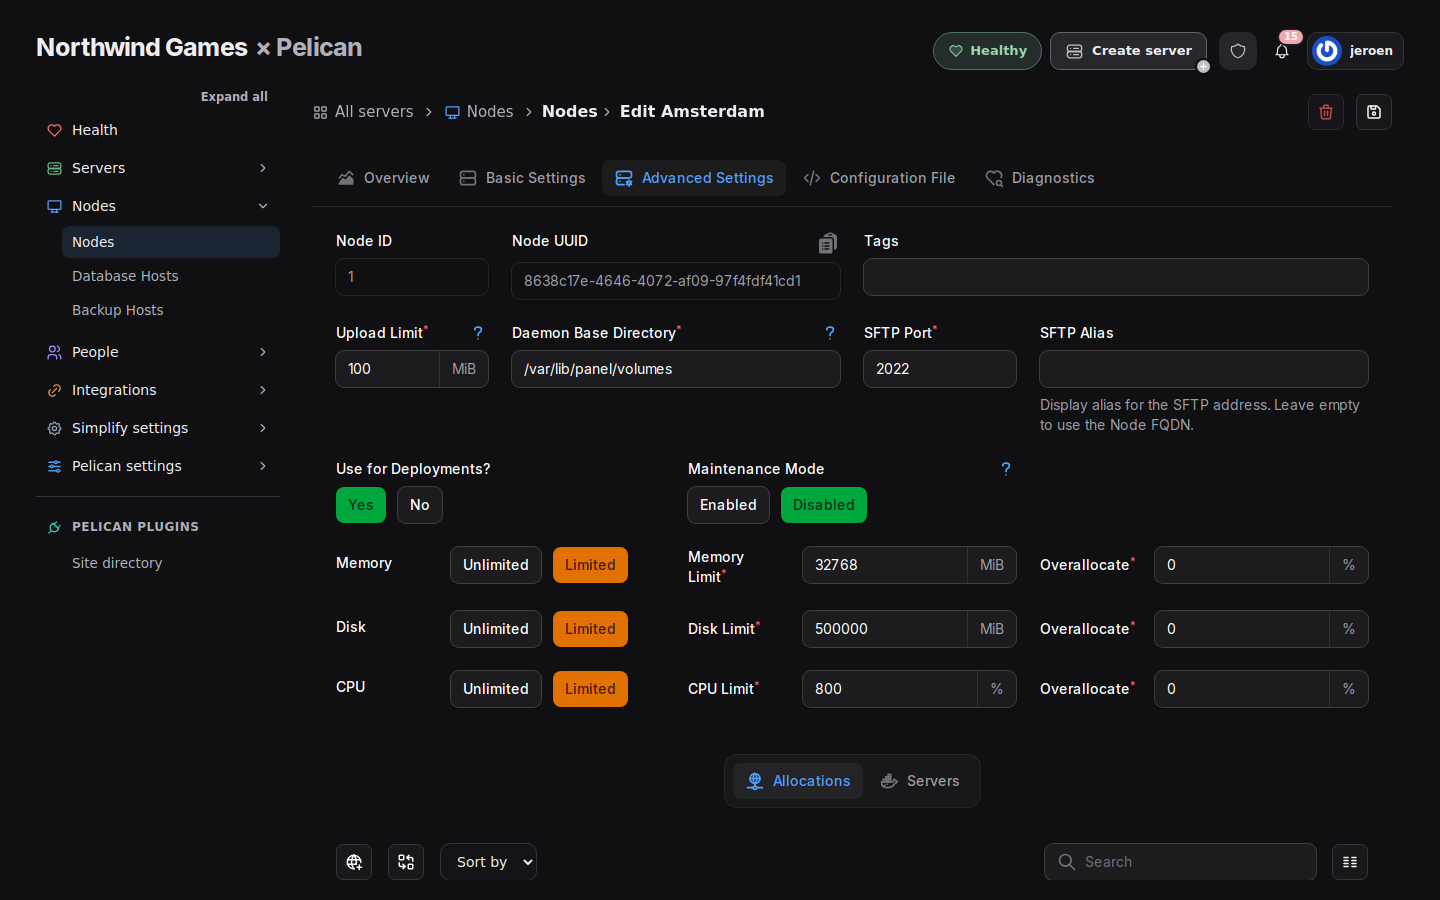 Northwind Games × Pelican
Healthy
Create server
15
jeroen
Expand all
Health
Servers
Nodes
Nodes
Database Hosts
Backup Hosts
People
Integrations
Simplify settings
Pelican settings
PELICAN PLUGINS
Site directory
All servers > Nodes > Nodes > Edit Amsterdam
Overview Basic Settings Advanced Settings Configuration File Diagnostics
Node ID Node UUID Tags
1 8638c17e-4646-4072-af09-97f4fdf41cd1
Upload Limit* ? Daemon Base Directory* ? SFTP Port* SFTP Alias
100 MiB /var/lib/panel/volumes 2022
Display alias for the SFTP address. Leave empty
to use the Node FQDN.
Use for Deployments? Maintenance Mode ?
Yes No Enabled Disabled
Memory Unlimited Limited Memory Limit* 32768 MiB Overallocate* 0 %
Disk Unlimited Limited Disk Limit* 500000 MiB Overallocate* 0 %
CPU Unlimited Limited CPU Limit* 800 % Overallocate* 0 %
Allocations Servers
Sort by Search